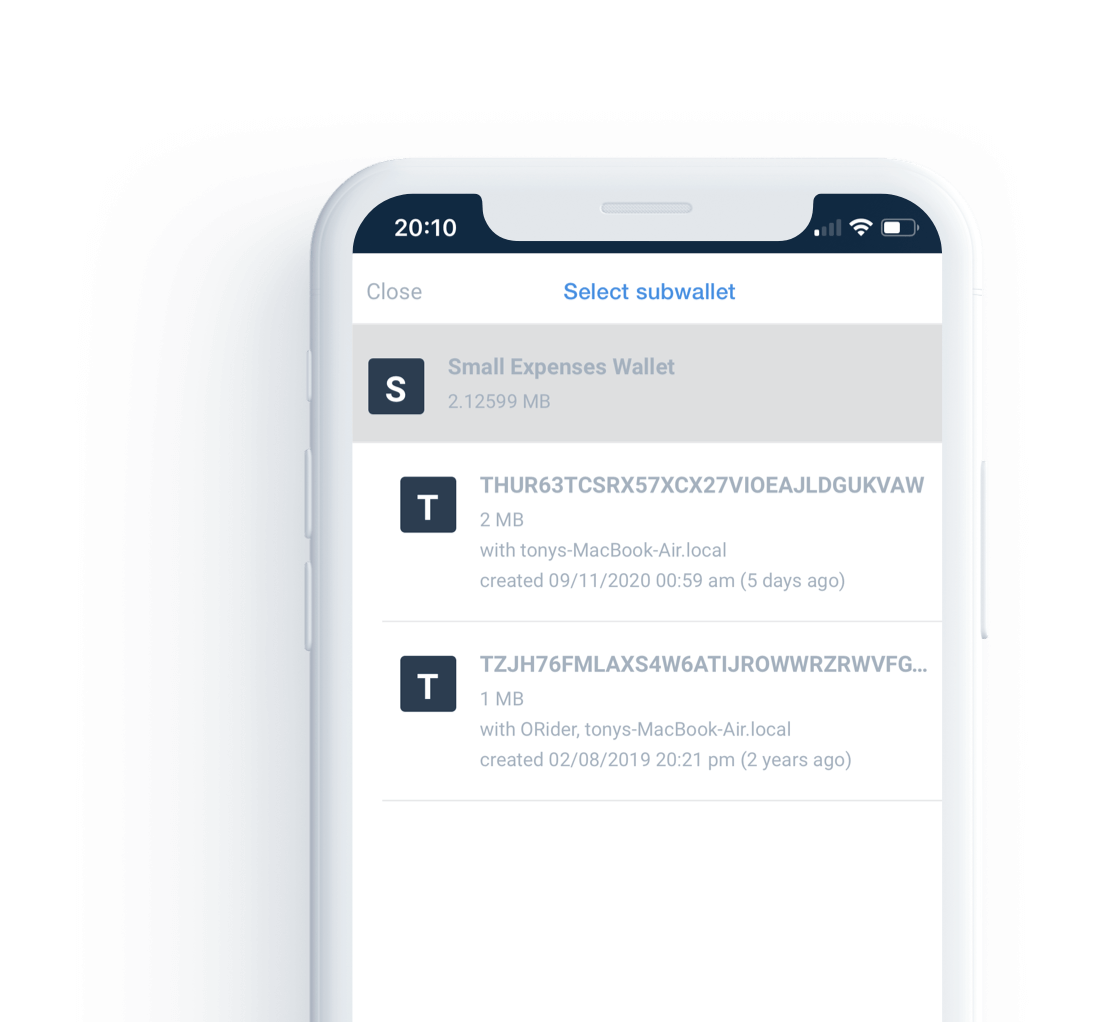 20:10
Close
Select subwallet
S
Small Expenses Wallet
2.12599 MB
T
THUR63TCSRX57XCX27VIOEAJLDGUKVAW
2 MB
with tonys-MacBook-Air.local
created 09/11/2020 00:59 am (5 days ago)
T
TZJH76FMLAXS4W6ATIJROWWRZRWVFG...
1 MB
with ORider, tonys-MacBook-Air.local
created 02/08/2019 20:21 pm (2 years ago)